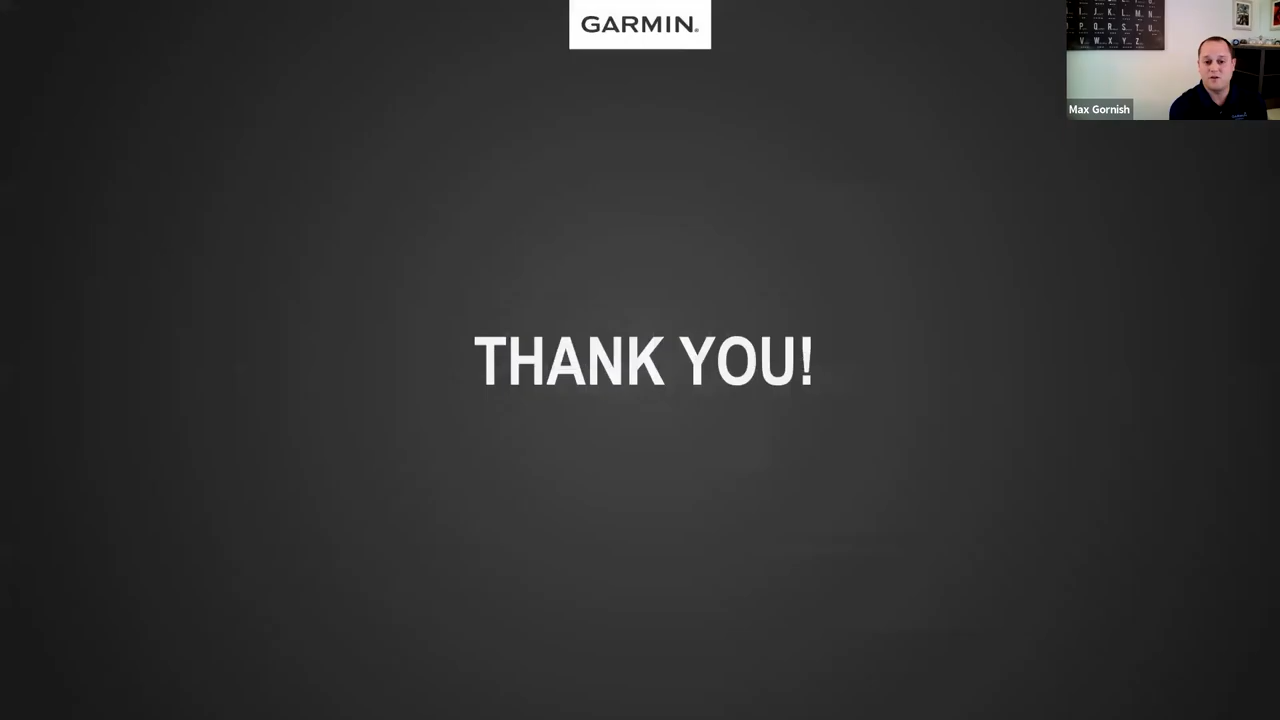 GARMIN®
I J K L M N
P Q R S T U
V W X Y Z
Max Gornish
THANK YOU!